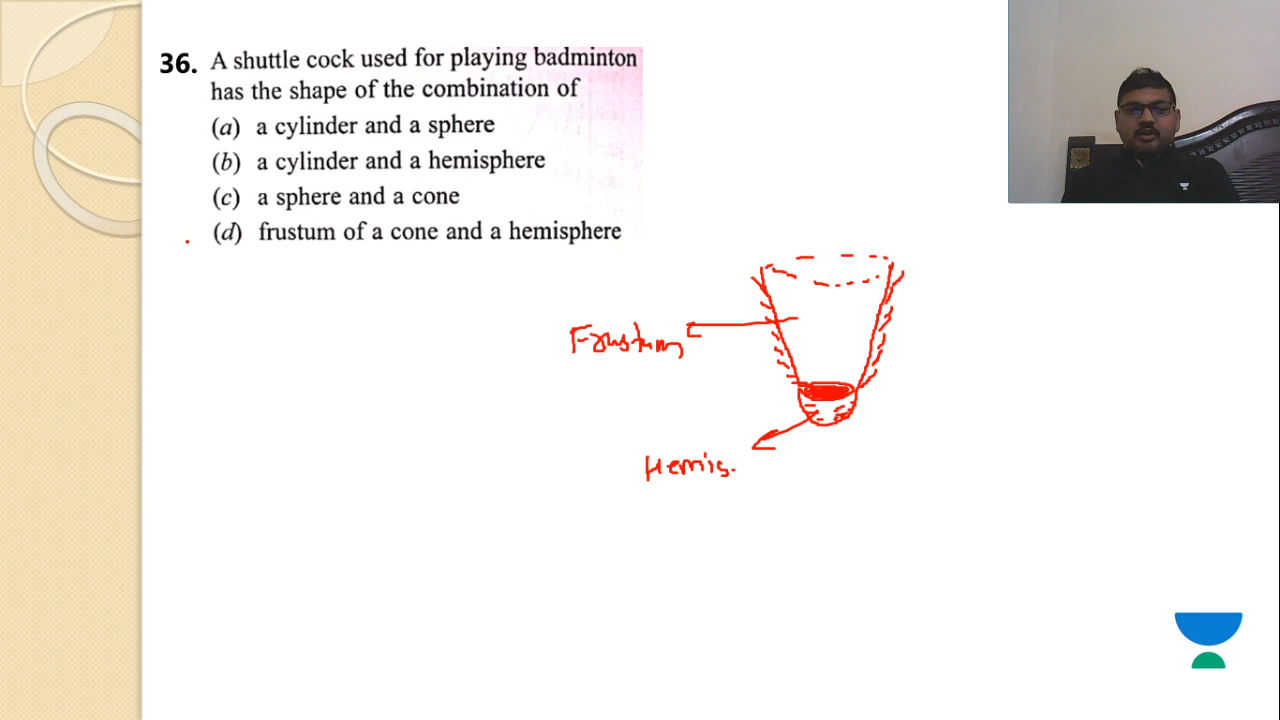 36. A shuttle cock used for playing badminton
has the shape of the combination of
(a) a cylinder and a sphere
(b) a cylinder and a hemisphere
(c) a sphere and a cone
(d) frustum of a cone and a hemisphere
Frustum
Hemis.